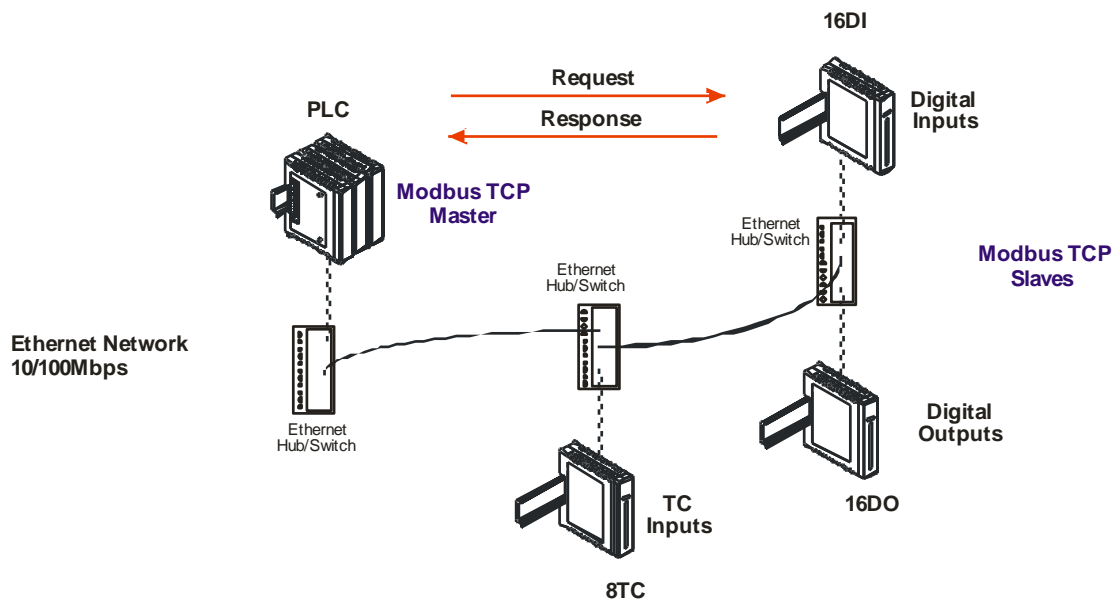 16DI
Request
Digital
Inputs
PLC
Response
Modbus TCP
Master
Ethernet
Hub/Switch
Modbus TCP
Slaves
Ethernet
Hub/Switch
Ethernet Network
10/100Mbps
Ethernet
Hub/Switch
Digital
Outputs
TC
Inputs
16DO
8TC